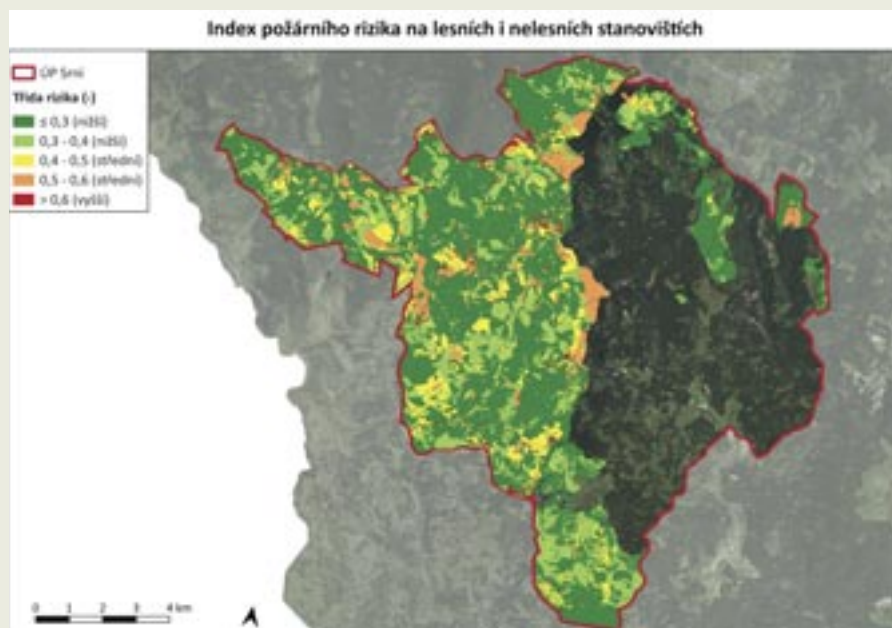 Index požárního rizika na lesních i nelesních stanovištích
ÚP Srní
Třída rizika (-)
≤ 0,3 (nižší)
0,3 - 0,4 (nižší)
0,4 - 0,5 (střední)
0,5 - 0,6 (střední)
> 0,6 (vyšší)
0 1 2 3 4 km